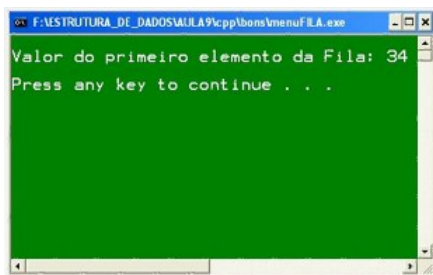 F:\ESTRUTURA_DE_DADOS\AULA9\cpp\bons\menuFILA.exe
Valor do primeiro elemento da Fila: 34
Press any key to continue . . .